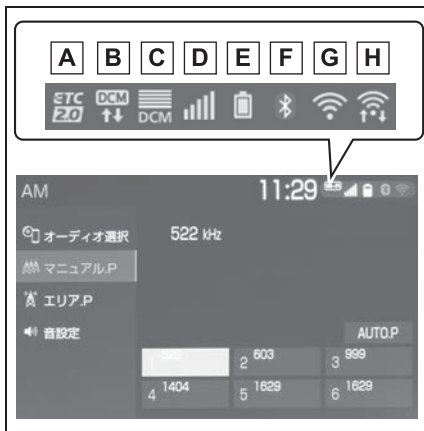 A B C D E F G H
ETC 2.0 DCM DCM
AM 11:29
オーディオ選択 522 kHz
マニュアル.P
エリア.P
音設定 AUTO.P
1 522 2 603 3 999
4 1404 5 1629 6 1629